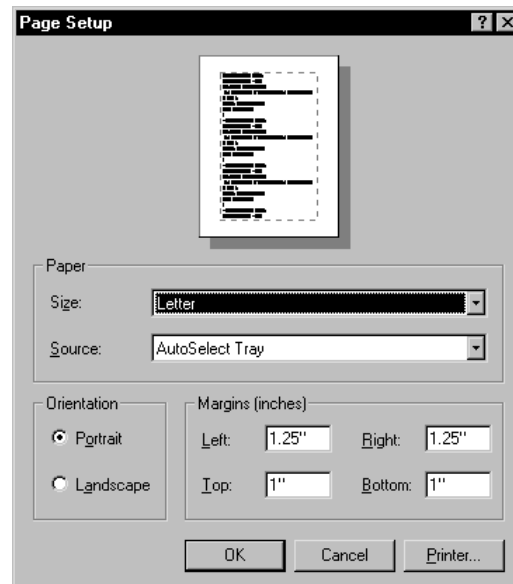 Page Setup
Paper
Size: Letter
Source: AutoSelect Tray
Orientation
Portrait
Landscape
Margins (inches)
Left: 1.25" Right: 1.25"
Top: 1" Bottom: 1"
OK Cancel Printer...